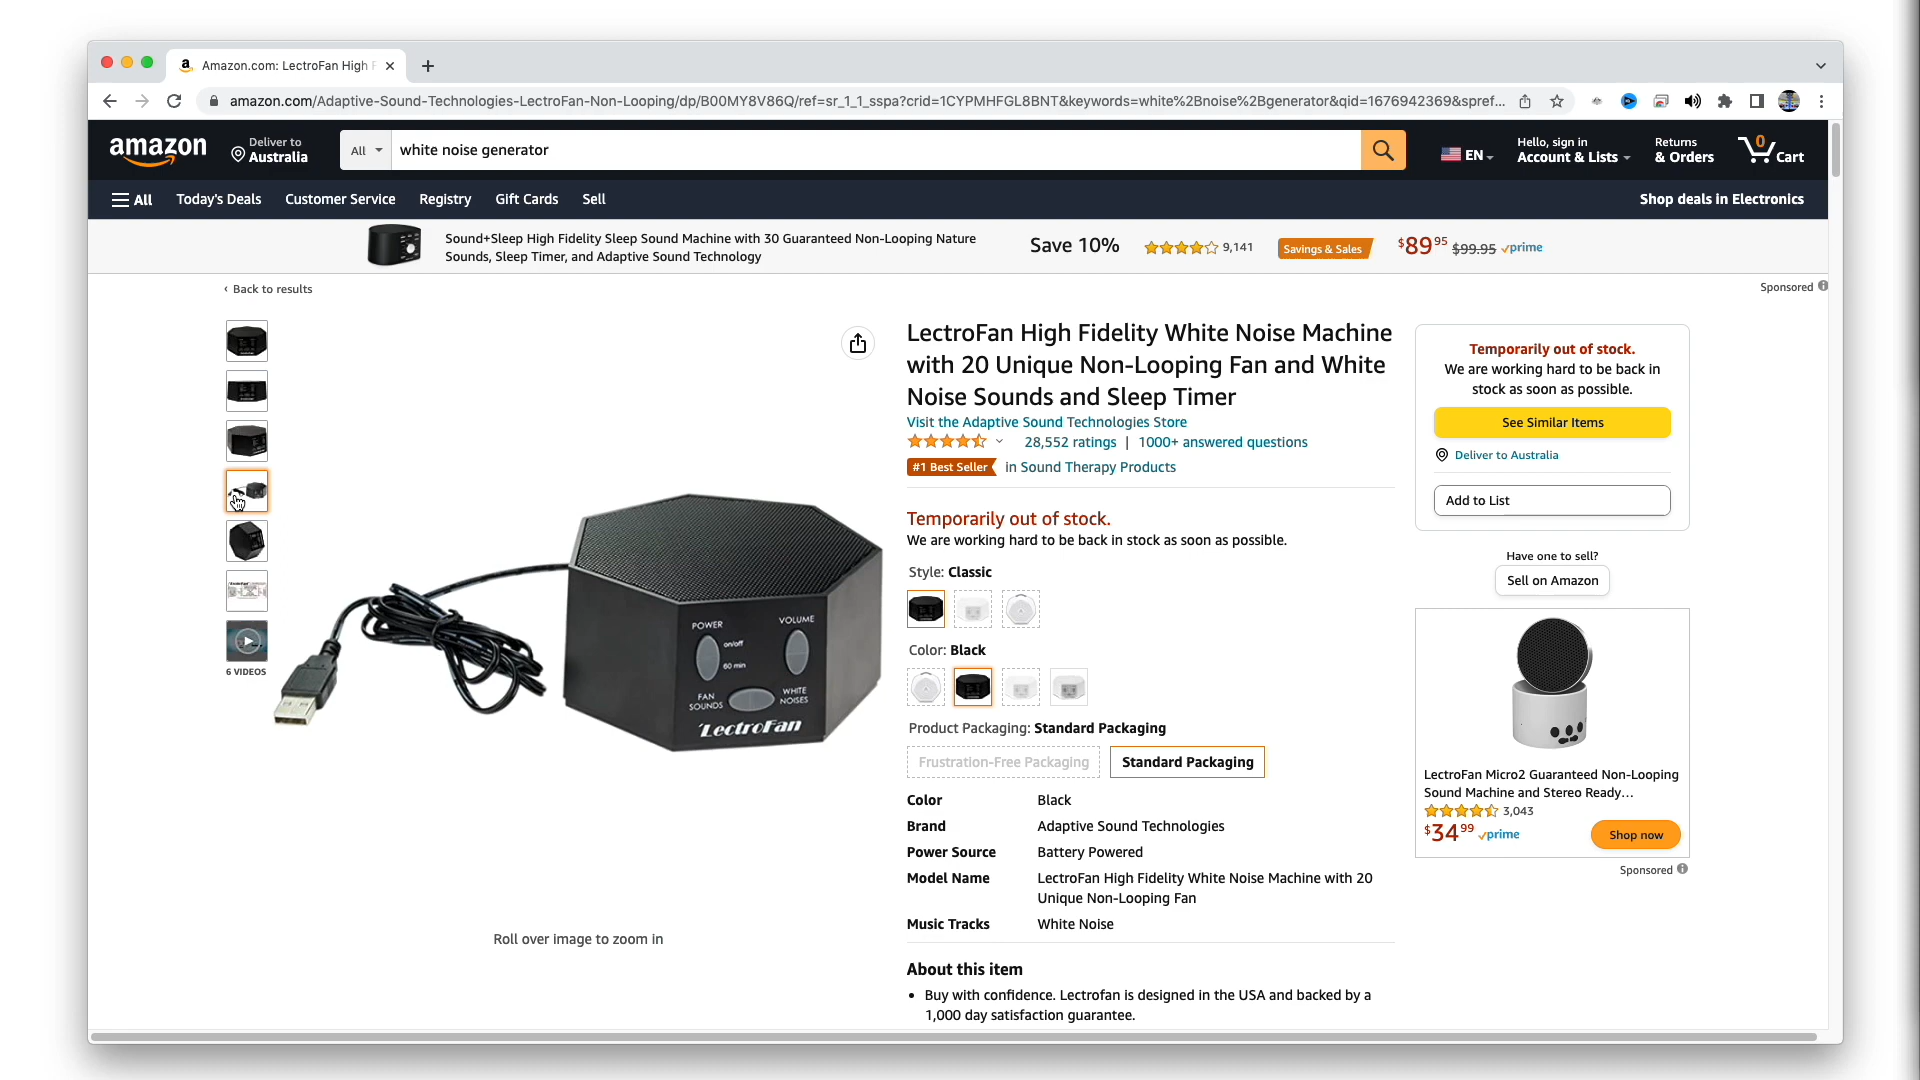 Amazon.com: LectroFan High F
amazon.com/Adaptive-Sound-Technologies-LectroFan-Non-Looping/dp/B00MY8V86Q/ref=sr_1_1_sspa?crid=1CYPMHFGL8BNT&keywords=white%2Bnoise%2Bgenerator&qid=1676942369&spref...
amazon
Deliver to
Australia
All
white noise generator
EN
Hello, sign in
Account & Lists
Returns
& Orders
0
Cart
All
Today's Deals
Customer Service
Registry
Gift Cards
Sell
Shop deals in Electronics
Sound+Sleep High Fidelity Sleep Sound Machine with 30 Guaranteed Non-Looping Nature
Sounds, Sleep Timer, and Adaptive Sound Technology
Save 10%
9,141
Savings & Sales
$89 95 $99.95 prime
‹ Back to results
Sponsored
6 VIDEOS
POWER
on/off
60 min
VOLUME
FAN
SOUNDS
WHITE
NOISES
LectroFan
Roll over image to zoom in
LectroFan High Fidelity White Noise Machine
with 20 Unique Non-Looping Fan and White
Noise Sounds and Sleep Timer
Visit the Adaptive Sound Technologies Store
28,552 ratings | 1000+ answered questions
#1 Best Seller in Sound Therapy Products
Temporarily out of stock.
We are working hard to be back in stock as soon as possible.
Style: Classic
Color: Black
Product Packaging: Standard Packaging
Frustration-Free Packaging
Standard Packaging
Color Black
Brand Adaptive Sound Technologies
Power Source Battery Powered
Model Name LectroFan High Fidelity White Noise Machine with 20
Unique Non-Looping Fan
Music Tracks White Noise
About this item
• Buy with confidence. Lectrofan is designed in the USA and backed by a
1,000 day satisfaction guarantee.
Temporarily out of stock.
We are working hard to be back in
stock as soon as possible.
See Similar Items
Deliver to Australia
Add to List
Have one to sell?
Sell on Amazon
LectroFan Micro2 Guaranteed Non-Looping
Sound Machine and Stereo Ready…
3,043
$34 99 prime
Shop now
Sponsored